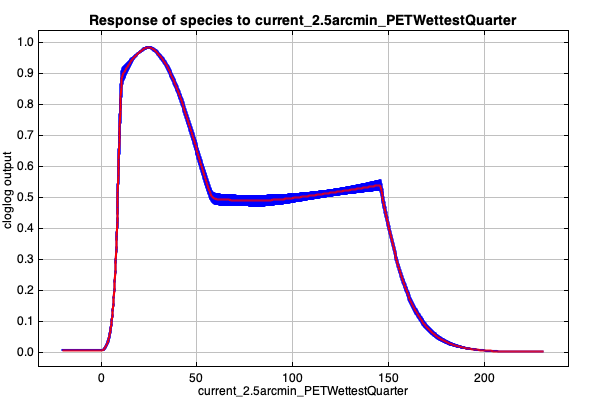 Response of species to current_2.5arcmin_PETWettestQuarter
1.0
0.9
0.8
0.7
0.6
0.5
0.4
0.3
0.2
0.1
0.0
cloglog output
0 50 100 150 200
current_2.5arcmin_PETWettestQuarter